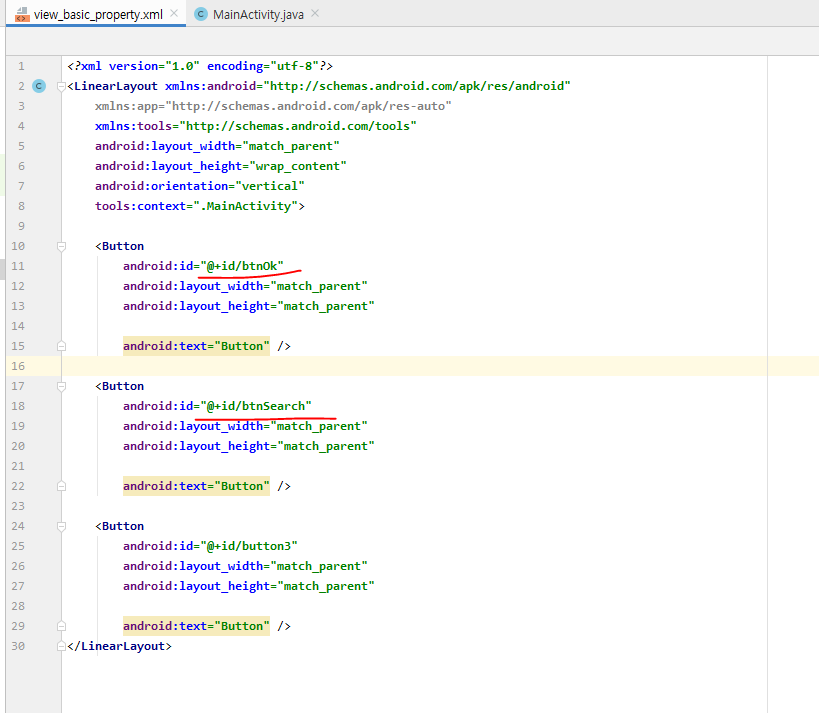 view_basic_property.xml MainActivity.java
1 <?xml version="1.0" encoding="utf-8"?>
2 <LinearLayout xmlns:android="http://schemas.android.com/apk/res/android"
3 xmlns:app="http://schemas.android.com/apk/res-auto"
4 xmlns:tools="http://schemas.android.com/tools"
5 android:layout_width="match_parent"
6 android:layout_height="wrap_content"
7 android:orientation="vertical"
8 tools:context=".MainActivity">
9
10 <Button
11 android:id="@+id/btnOk"
12 android:layout_width="match_parent"
13 android:layout_height="match_parent"
14
15 android:text="Button" />
16
17 <Button
18 android:id="@+id/btnSearch"
19 android:layout_width="match_parent"
20 android:layout_height="match_parent"
21
22 android:text="Button" />
23
24 <Button
25 android:id="@+id/button3"
26 android:layout_width="match_parent"
27 android:layout_height="match_parent"
28
29 android:text="Button" />
30 </LinearLayout>